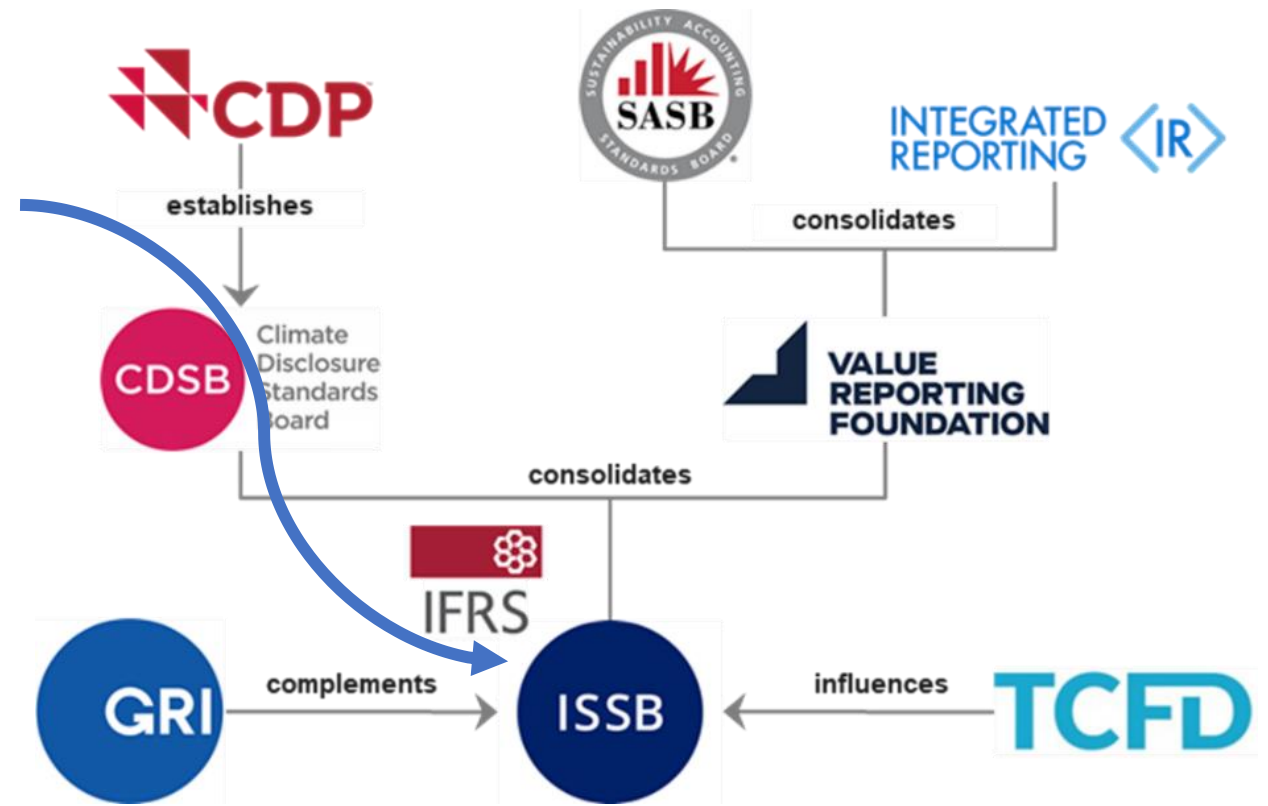 CDP
SUSTAINABILITY ACCOUNTING
SASB
STANDARDS BOARD
INTEGRATED
REPORTING
<IR>
establishes
consolidates
CDSB
Climate
Disclosure
Standards
Board
VALUE
REPORTING
FOUNDATION
consolidates
IFRS
GRI
complements
ISSB
influences
TCFD